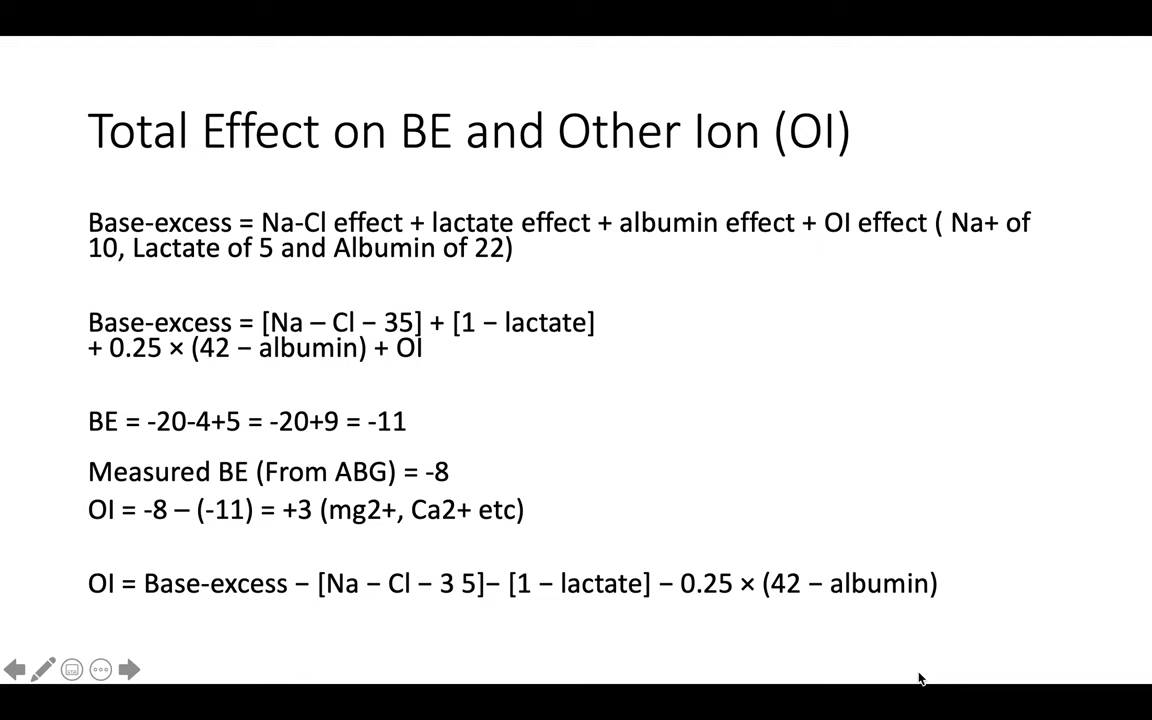 Total Effect on BE and Other Ion (OI)
Base-excess = Na-Cl effect + lactate effect + albumin effect + OI effect ( Na+ of
10, Lactate of 5 and Albumin of 22)
Base-excess = [Na – Cl − 35] + [1 − lactate]
+ 0.25 × (42 − albumin) + OI
BE = -20-4+5 = -20+9 = -11
Measured BE (From ABG) = -8
OI = -8 – (-11) = +3 (mg2+, Ca2+ etc)
OI = Base-excess − [Na − Cl − 3 5]− [1 − lactate] − 0.25 × (42 − albumin)